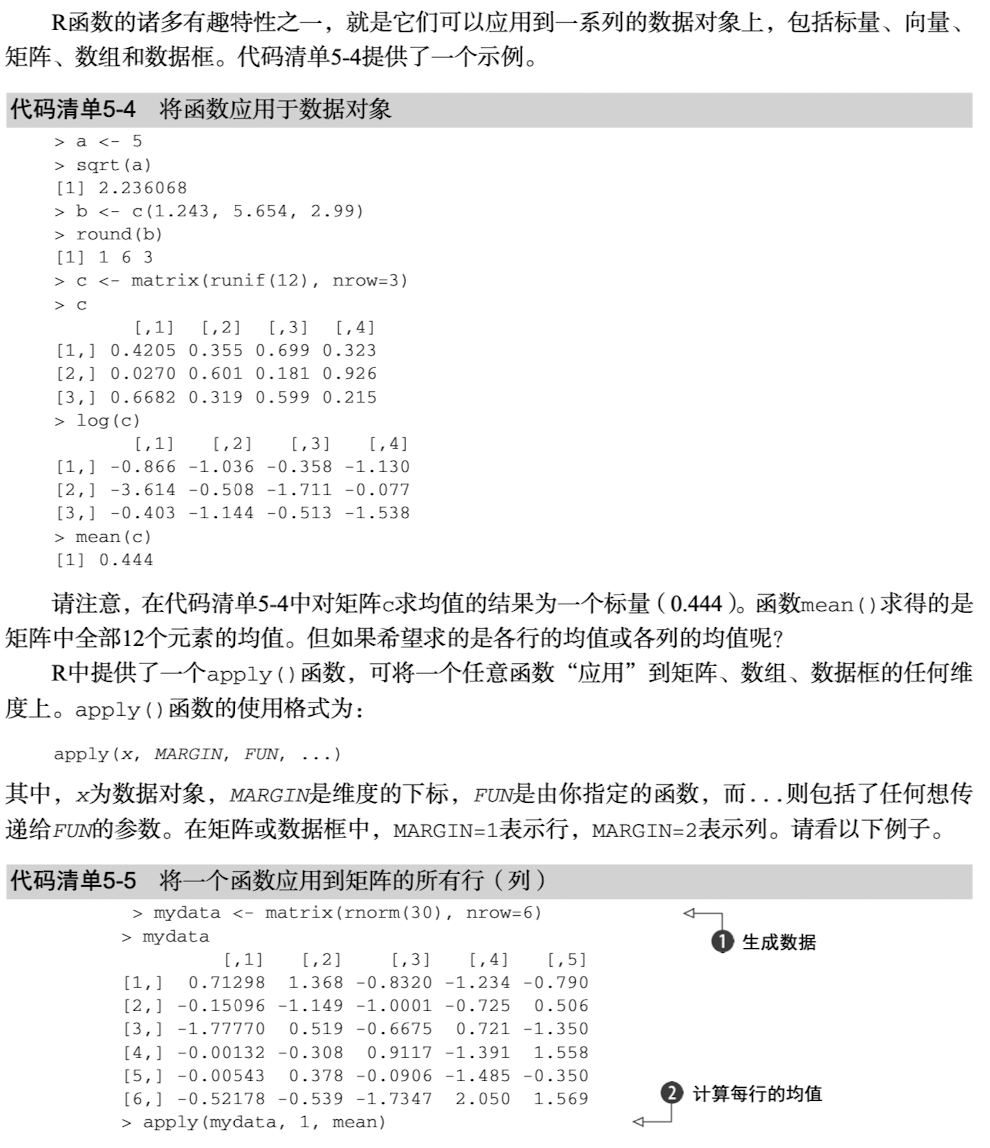 R函数的诸多有趣特性之一，就是它们可以应用到一系列的数据对象上，包括标量、向量、
矩阵、数组和数据框。代码清单5-4提供了一个示例。
代码清单5-4 将函数应用于数据对象
> a <- 5
> sqrt(a)
[1] 2.236068
> b <- c(1.243, 5.654, 2.99)
> round(b)
[1] 1 6 3
> c <- matrix(runif(12), nrow=3)
> c
       [,1]  [,2]  [,3]  [,4]
[1,] 0.4205 0.355 0.699 0.323
[2,] 0.0270 0.601 0.181 0.926
[3,] 0.6682 0.319 0.599 0.215
> log(c)
       [,1]   [,2]   [,3]   [,4]
[1,] -0.866 -1.036 -0.358 -1.130
[2,] -3.614 -0.508 -1.711 -0.077
[3,] -0.403 -1.144 -0.513 -1.538
> mean(c)
[1] 0.444
请注意，在代码清单5-4中对矩阵c求均值的结果为一个标量（0.444）。函数mean()求得的是
矩阵中全部12个元素的均值。但如果希望求的是各行的均值或各列的均值呢？
R中提供了一个apply()函数，可将一个任意函数“应用”到矩阵、数组、数据框的任何维
度上。apply()函数的使用格式为：
apply(x, MARGIN, FUN, ...)
其中，x为数据对象，MARGIN是维度的下标，FUN是由你指定的函数，而...则包括了任何想传
递给FUN的参数。在矩阵或数据框中，MARGIN=1表示行，MARGIN=2表示列。请看以下例子。
代码清单5-5 将一个函数应用到矩阵的所有行（列）
> mydata <- matrix(rnorm(30), nrow=6)
❶ 生成数据
> mydata
         [,1]   [,2]    [,3]   [,4]   [,5]
[1,]  0.71298  1.368 -0.8320 -1.234 -0.790
[2,] -0.15096 -1.149 -1.0001 -0.725  0.506
[3,] -1.77770  0.519 -0.6675  0.721 -1.350
[4,] -0.00132 -0.308  0.9117 -1.391  1.558
[5,] -0.00543  0.378 -0.0906 -1.485 -0.350
[6,] -0.52178 -0.539 -1.7347  2.050  1.569
❷ 计算每行的均值
> apply(mydata, 1, mean)